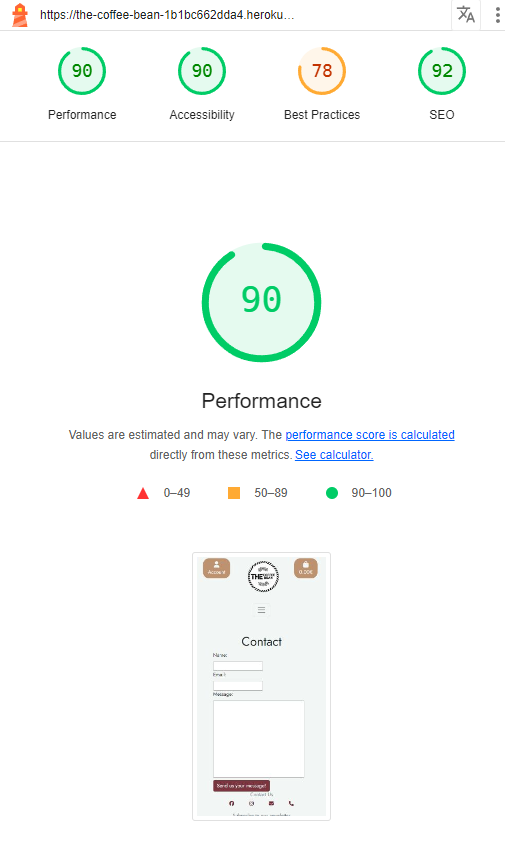 https://the-coffee-bean-1b1bc662dda4.heroku…
90
90
78
92
Performance
Accessibility
Best Practices
SEO
90
Performance
Values are estimated and may vary. The performance score is calculated
directly from these metrics. See calculator.
0–49
50–89
90–100
Account
THE
0.00€
Contact
Name:
Email:
Message:
Send us your message!
Contact Us